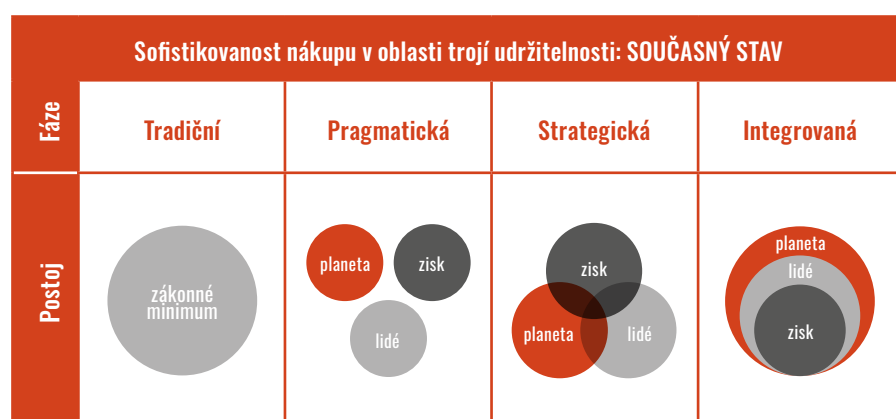 Sofistikovanost nákupu v oblasti trojí udržitelnosti: SOUČASNÝ STAV
Fáze
Tradiční
Pragmatická
Strategická
Integrovaná
Postoj
zákonné
minimum
planeta
zisk
lidé
zisk
planeta
lidé
planeta
lidé
zisk